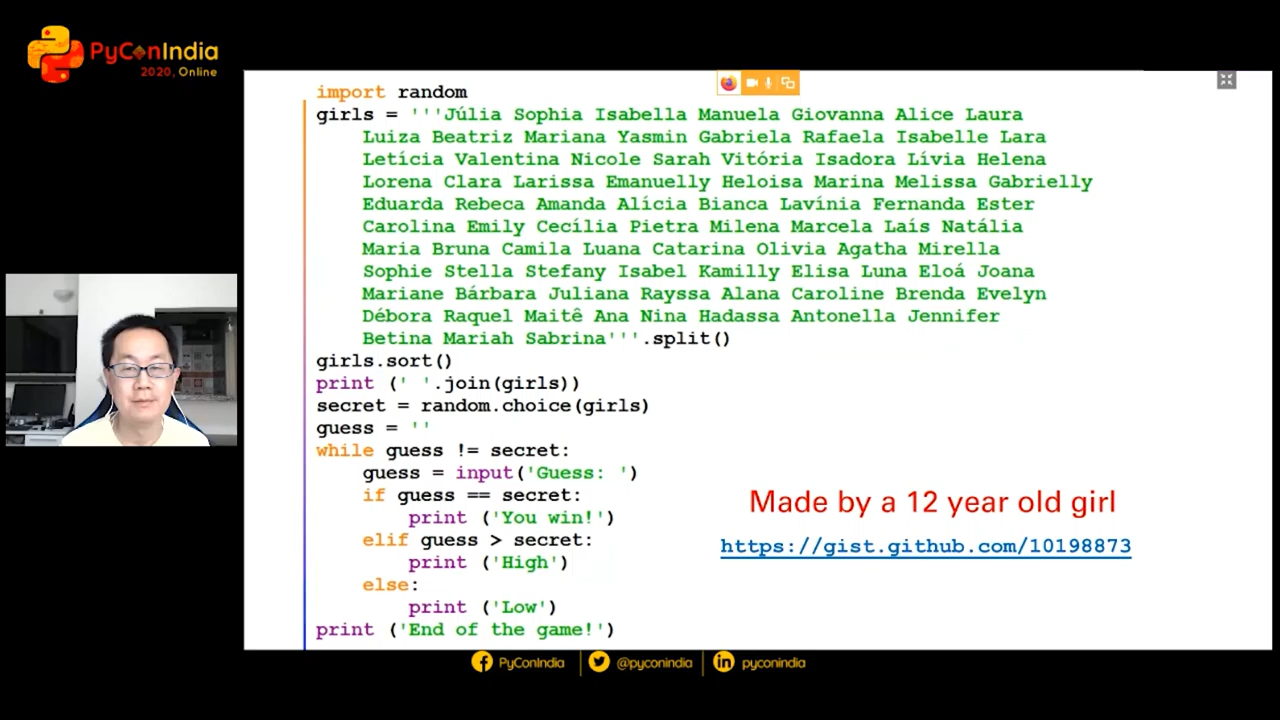 PyConIndia
2020, Online
import random
girls = '''Júlia Sophia Isabella Manuela Giovanna Alice Laura
Luiza Beatriz Mariana Yasmin Gabriela Rafaela Isabelle Lara
Letícia Valentina Nicole Sarah Vitória Isadora Lívia Helena
Lorena Clara Larissa Emanuelly Heloisa Marina Melissa Gabrielly
Eduarda Rebeca Amanda Alícia Bianca Lavínia Fernanda Ester
Carolina Emily Cecília Pietra Milena Marcela Laís Natália
Maria Bruna Camila Luana Catarina Olivia Agatha Mirella
Sophie Stella Stefany Isabel Kamilly Elisa Luna Eloá Joana
Mariane Bárbara Juliana Rayssa Alana Caroline Brenda Evelyn
Débora Raquel Maitê Ana Nina Hadassa Antonella Jennifer
Betina Mariah Sabrina'''.split()
girls.sort()
print (' '.join(girls))
secret = random.choice(girls)
guess = ''
while guess != secret:
guess = input('Guess: ')
if guess == secret:
print ('You win!')
elif guess > secret:
print ('High')
else:
print ('Low')
print ('End of the game!')
Made by a 12 year old girl
https://gist.github.com/10198873
PyConIndia
@pyconindia
pyconindia